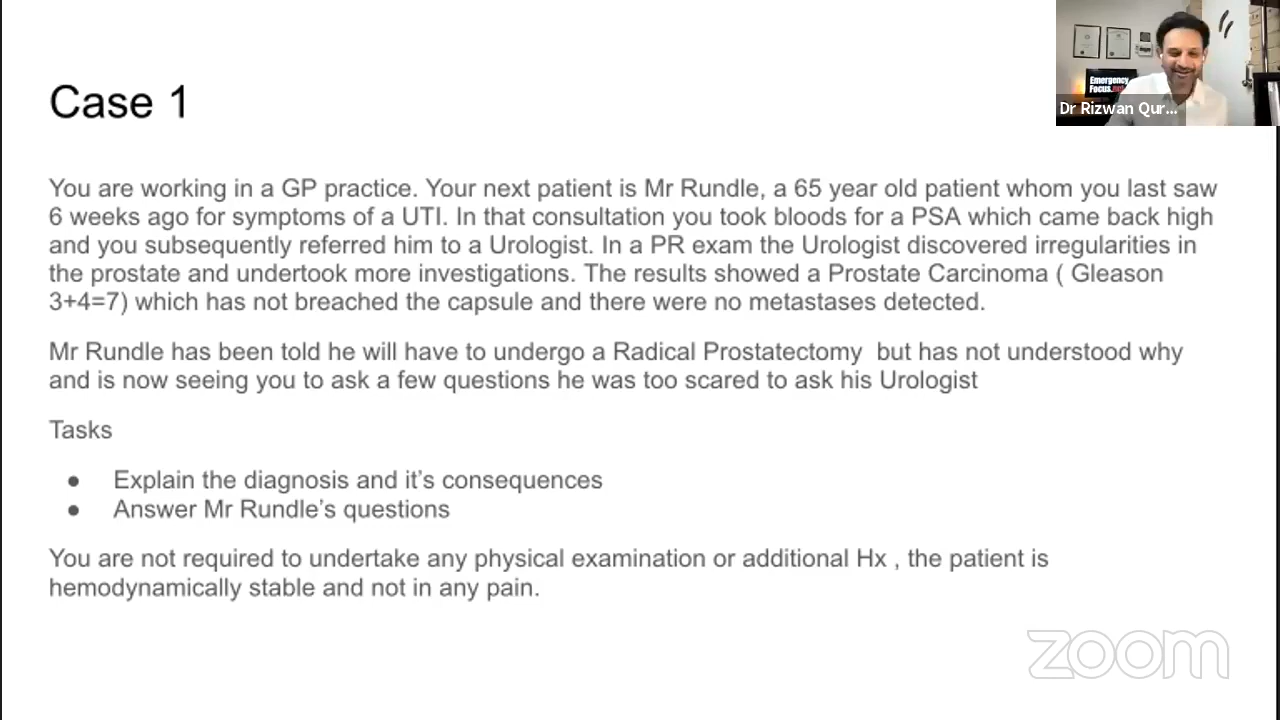 Case 1
Emergency
Focus.net
Dr Rizwan Qur...
You are working in a GP practice. Your next patient is Mr Rundle, a 65 year old patient whom you last saw
6 weeks ago for symptoms of a UTI. In that consultation you took bloods for a PSA which came back high
and you subsequently referred him to a Urologist. In a PR exam the Urologist discovered irregularities in
the prostate and undertook more investigations. The results showed a Prostate Carcinoma ( Gleason
3+4=7) which has not breached the capsule and there were no metastases detected.
Mr Rundle has been told he will have to undergo a Radical Prostatectomy  but has not understood why
and is now seeing you to ask a few questions he was too scared to ask his Urologist
Tasks
● Explain the diagnosis and it's consequences
● Answer Mr Rundle's questions
You are not required to undertake any physical examination or additional Hx , the patient is
hemodynamically stable and not in any pain.
zoom